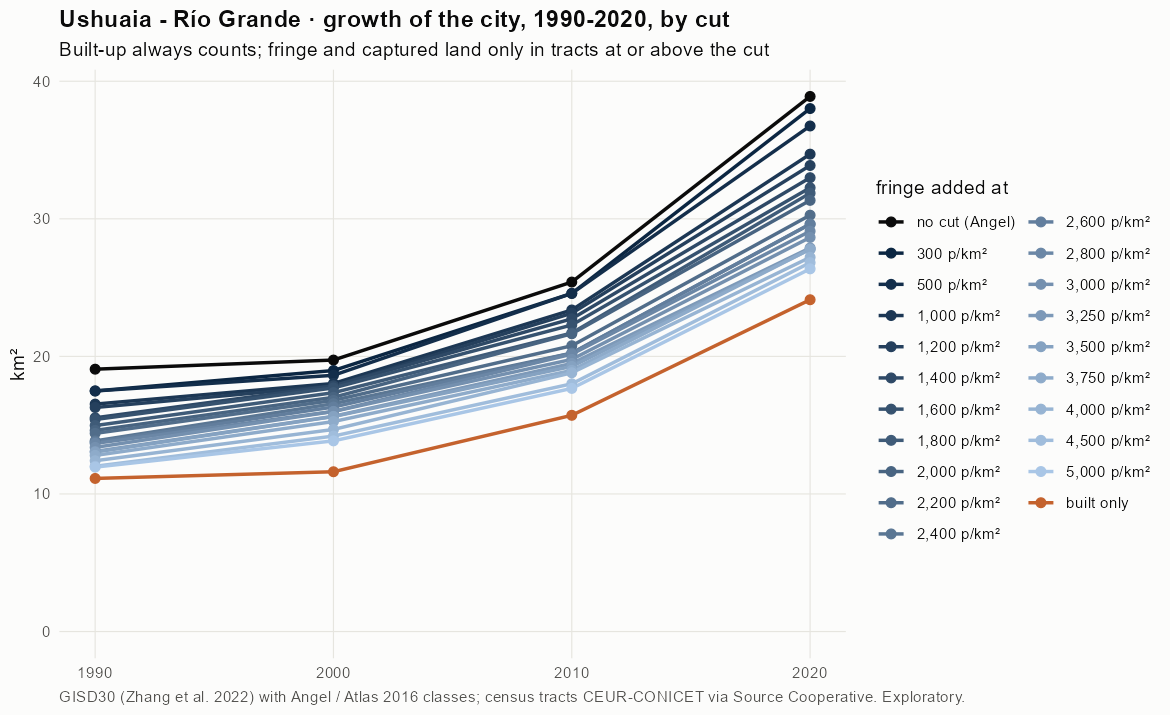 Ushuaia - Río Grande · growth of the city, 1990-2020, by cut
Built-up always counts; fringe and captured land only in tracts at or above the cut
km²
40
30
20
10
0
1990
2000
2010
2020
fringe added at
no cut (Angel)
300 p/km²
500 p/km²
1,000 p/km²
1,200 p/km²
1,400 p/km²
1,600 p/km²
1,800 p/km²
2,000 p/km²
2,200 p/km²
2,400 p/km²
2,600 p/km²
2,800 p/km²
3,000 p/km²
3,250 p/km²
3,500 p/km²
3,750 p/km²
4,000 p/km²
4,500 p/km²
5,000 p/km²
built only
GISD30 (Zhang et al. 2022) with Angel / Atlas 2016 classes; census tracts CEUR-CONICET via Source Cooperative. Exploratory.